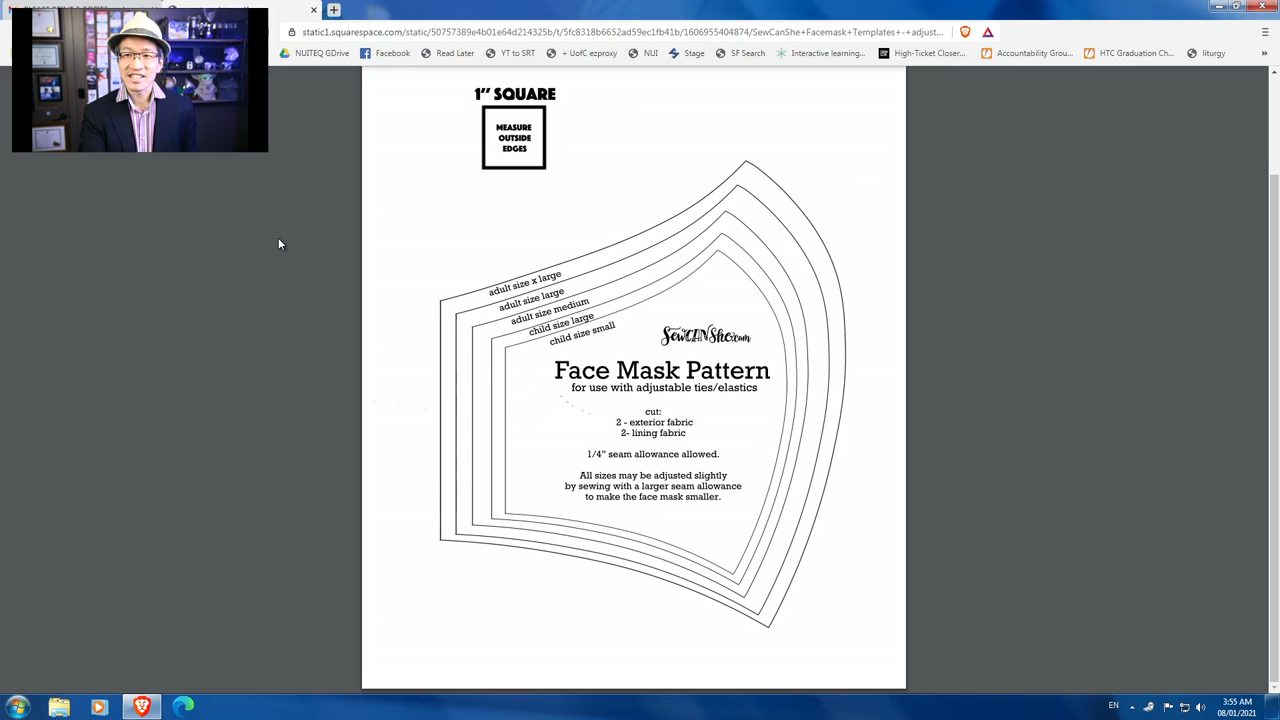 static1.squarespace.com/static/50757389e4b06e64d214325b/t/5fc8318b6652ad59ec1fb41b/1606955404874/SewCanShe+Facemask+Templates+-+adjust...
NUITEQ GDrive
Facebook
Read Later
YT to SRT
+ UofC ezproxy
NUI
Stage
SF Search
Interactive learning...
High-Ticket Closer...
Accountability Grou...
HTC Graduation Ch...
liturgy
1" SQUARE
MEASURE
OUTSIDE
EDGES
adult size x large
adult size large
adult size medium
child size large
child size small
SewCANShe.com
Face Mask Pattern
for use with adjustable ties/elastics
cut:
2 - exterior fabric
2- lining fabric
1/4" seam allowance allowed.
All sizes may be adjusted slightly
by sewing with a larger seam allowance
to make the face mask smaller.
EN
3:55 AM
08/01/2021